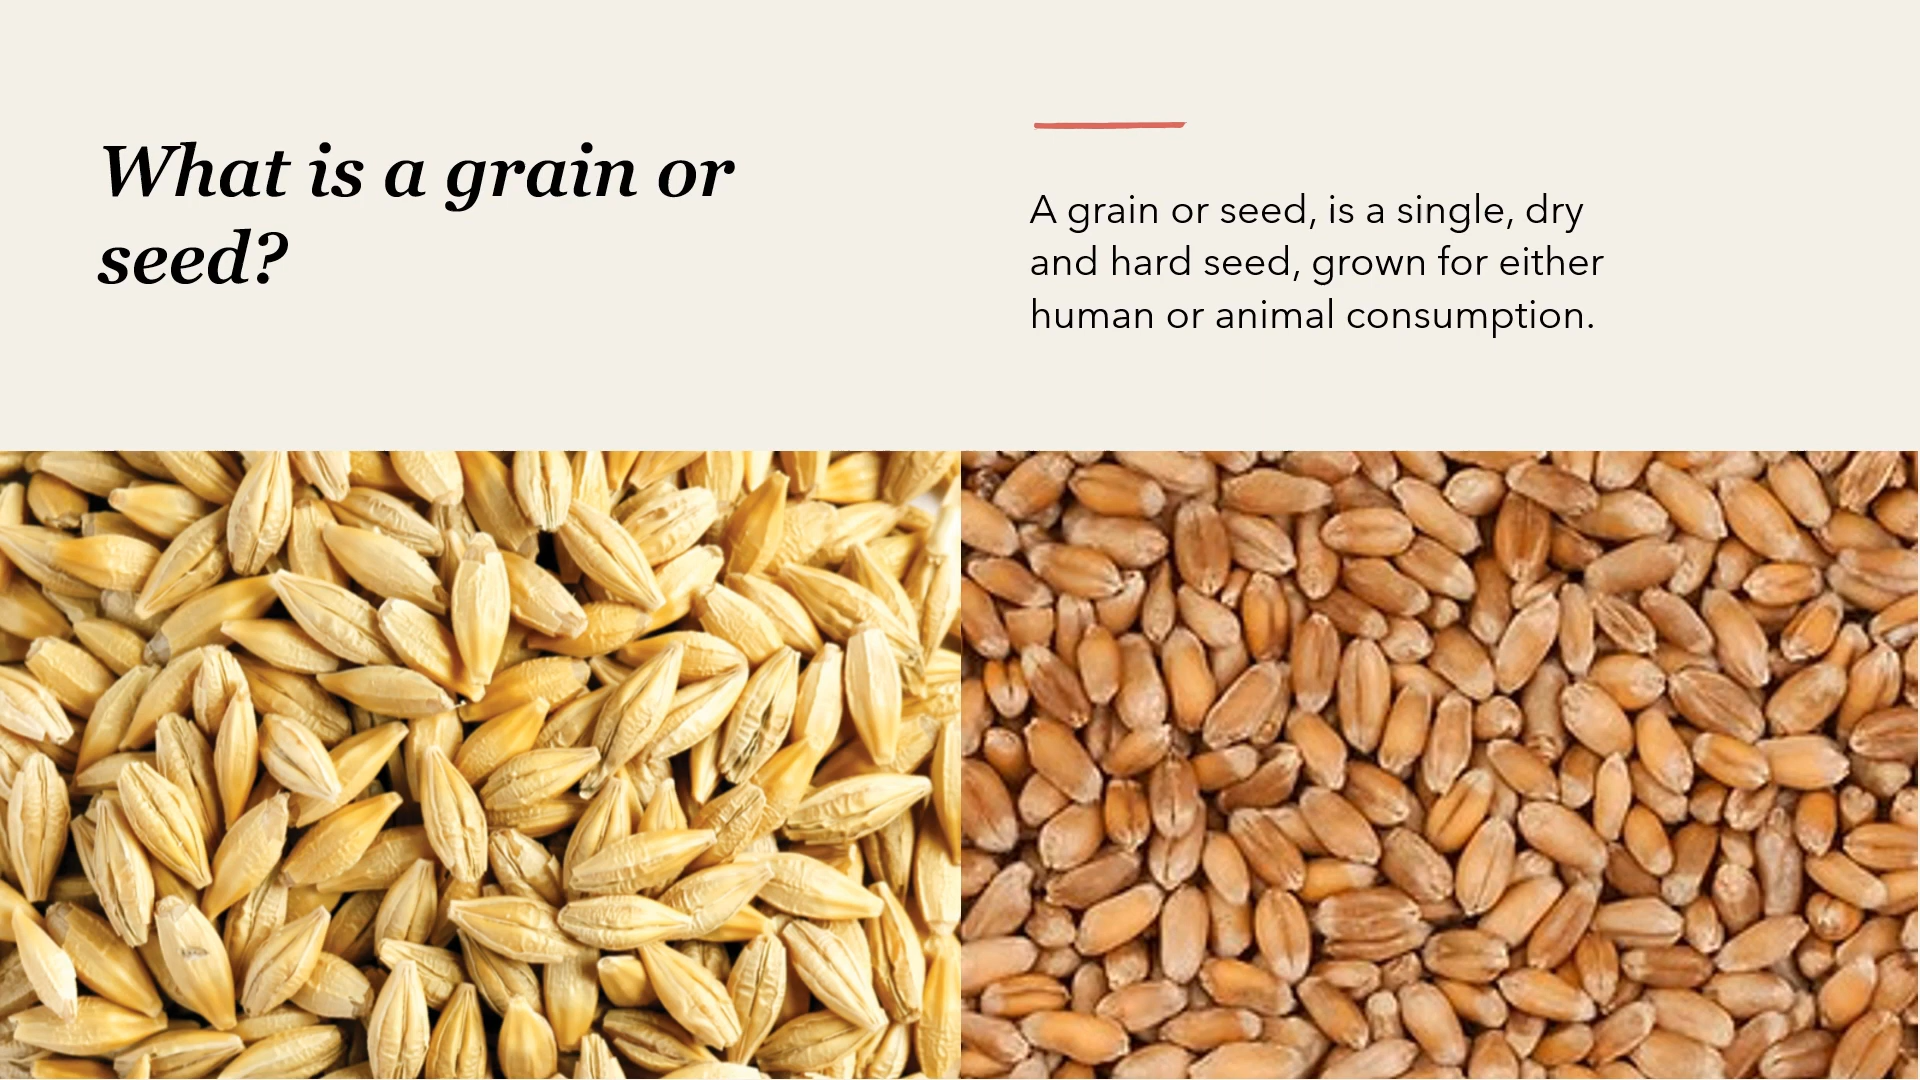 What is a grain or
seed?
A grain or seed, is a single, dry
and hard seed, grown for either
human or animal consumption.